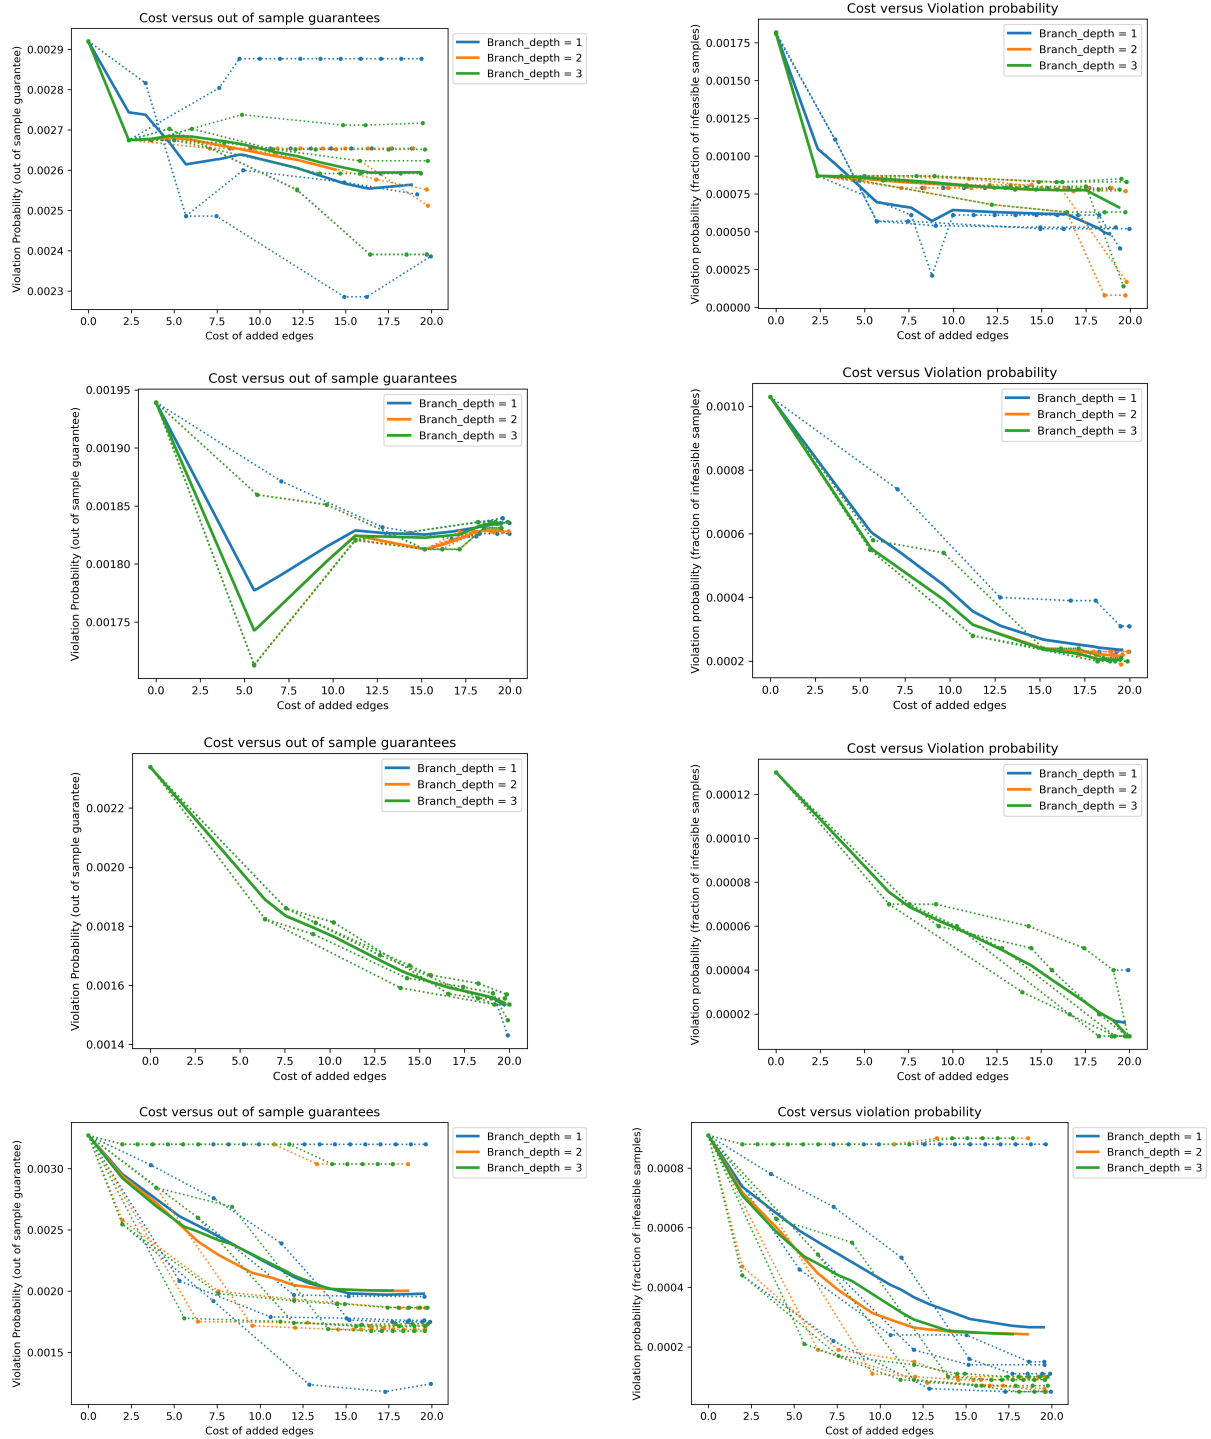 Cost versus out of sample guarantees
Violation Probability (out of sample guarantee)
0.0029
0.0028
0.0027
0.0026
0.0025
0.0024
0.0023
0.0 2.5 5.0 7.5 10.0 12.5 15.0 17.5 20.0
Cost of added edges
Branch_depth = 1
Branch_depth = 2
Branch_depth = 3
Cost versus Violation probability
Violation probability (fraction of infeasible samples)
0.00175
0.00150
0.00125
0.00100
0.00075
0.00050
0.00025
0.00000
0.0 2.5 5.0 7.5 10.0 12.5 15.0 17.5 20.0
Cost of added edges
Branch_depth = 1
Branch_depth = 2
Branch_depth = 3
Cost versus out of sample guarantees
Violation Probability (out of sample guarantee)
0.00195
0.00190
0.00185
0.00180
0.00175
0.0 2.5 5.0 7.5 10.0 12.5 15.0 17.5 20.0
Cost of added edges
Branch_depth = 1
Branch_depth = 2
Branch_depth = 3
Cost versus Violation probability
Violation probability (fraction of infeasible samples)
0.0010
0.0008
0.0006
0.0004
0.0002
0.0 2.5 5.0 7.5 10.0 12.5 15.0 17.5 20.0
Cost of added edges
Branch_depth = 1
Branch_depth = 2
Branch_depth = 3
Cost versus out of sample guarantees
Violation Probability (out of sample guarantee)
0.0022
0.0020
0.0018
0.0016
0.0014
0.0 2.5 5.0 7.5 10.0 12.5 15.0 17.5 20.0
Cost of added edges
Branch_depth = 1
Branch_depth = 2
Branch_depth = 3
Cost versus Violation probability
Violation probability (fraction of infeasible samples)
0.00012
0.00010
0.00008
0.00006
0.00004
0.00002
0.0 2.5 5.0 7.5 10.0 12.5 15.0 17.5 20.0
Cost of added edges
Branch_depth = 1
Branch_depth = 2
Branch_depth = 3
Cost versus out of sample guarantees
Violation Probability (out of sample guarantee)
0.0030
0.0025
0.0020
0.0015
0.0 2.5 5.0 7.5 10.0 12.5 15.0 17.5 20.0
Cost of added edges
Branch_depth = 1
Branch_depth = 2
Branch_depth = 3
Cost versus violation probability
Violation probability (fraction of infeasible samples)
0.0008
0.0006
0.0004
0.0002
0.0 2.5 5.0 7.5 10.0 12.5 15.0 17.5 20.0
Cost of added edges
Branch_depth = 1
Branch_depth = 2
Branch_depth = 3